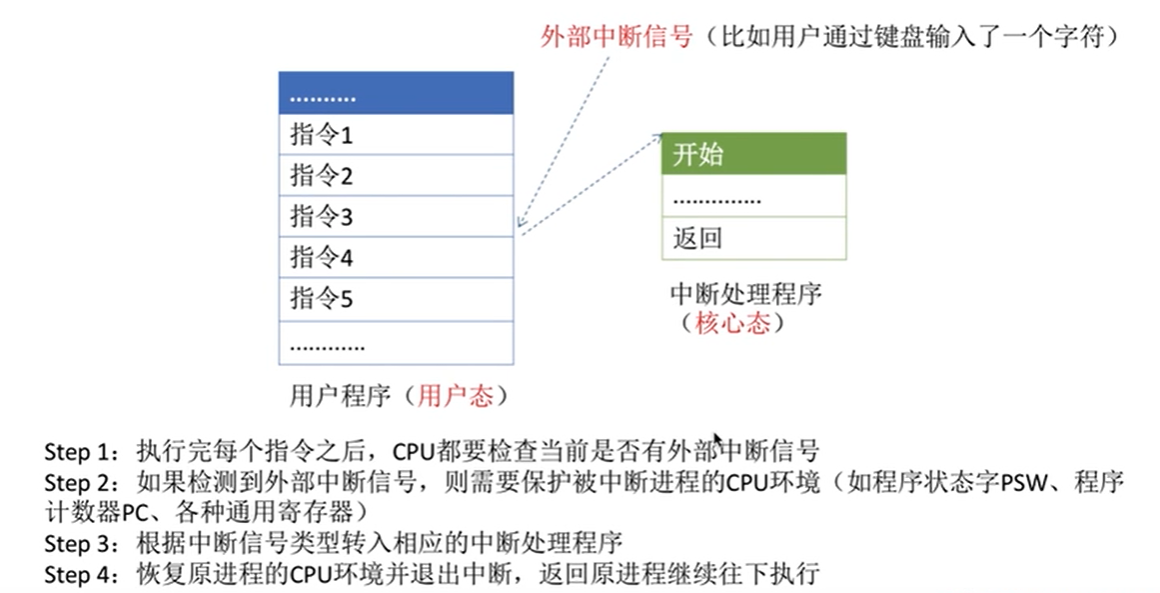 外部中断信号（比如用户通过键盘输入了一个字符）
..........
指令1
指令2
指令3
指令4
指令5
............
用户程序（用户态）
开始
..............
返回
中断处理程序
（核心态）
Step 1：执行完每个指令之后，CPU都要检查当前是否有外部中断信号
Step 2：如果检测到外部中断信号，则需要保护被中断进程的CPU环境（如程序状态字PSW、程序
计数器PC、各种通用寄存器）
Step 3：根据中断信号类型转入相应的中断处理程序
Step 4：恢复原进程的CPU环境并退出中断，返回原进程继续往下执行